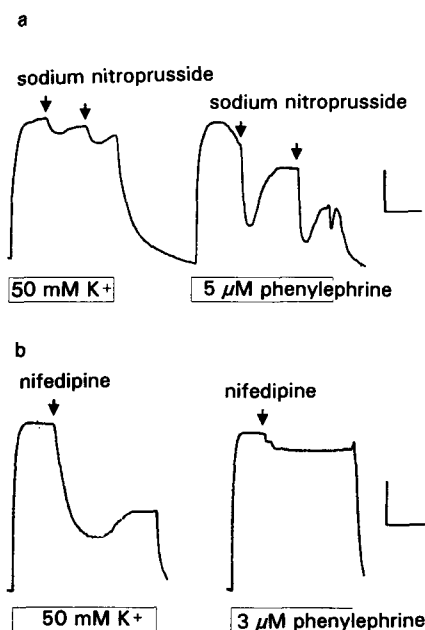 a
sodium nitroprusside
sodium nitroprusside
50 mM K+
5 μM phenylephrine
b
nifedipine
nifedipine
50 mM K+
3 μM phenylephrine